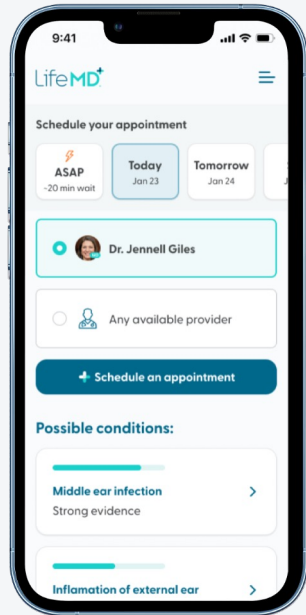 9:41
LifeMD
Schedule your appointment
ASAP
-20 min wait
Today
Jan 23
Tomorrow
Jan 24
Dr. Jennell Giles
Any available provider
Schedule an appointment
Possible conditions:
Middle ear infection
Strong evidence
Inflamation of external ear